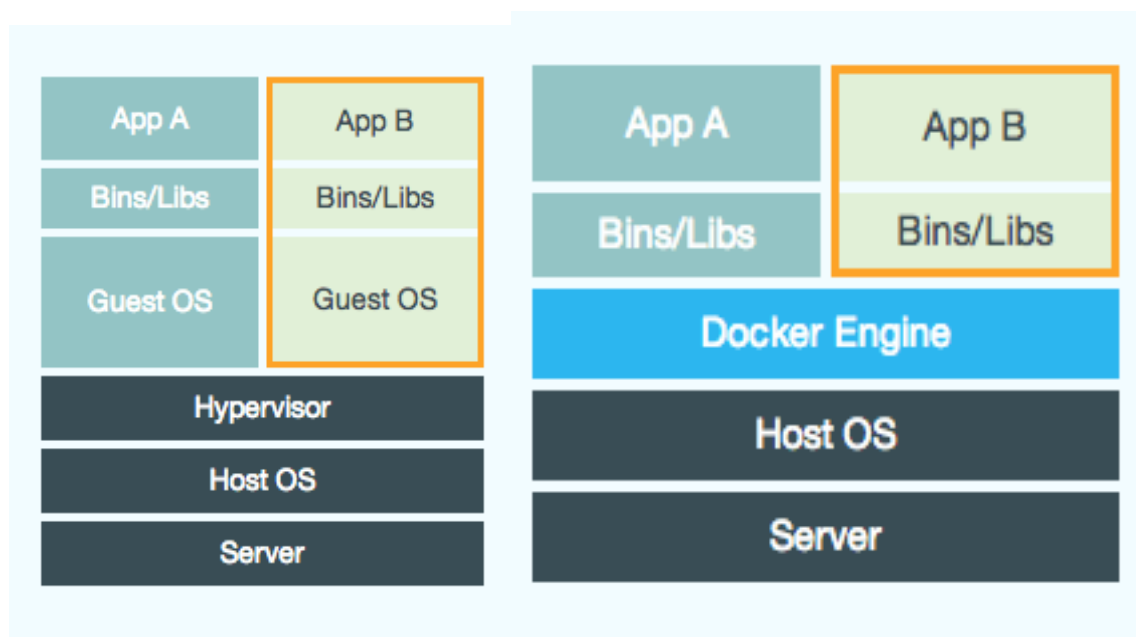 App A
App B
Bins/Libs
Bins/Libs
Guest OS
Guest OS
Hypervisor
Host OS
Server
App A
App B
Bins/Libs
Bins/Libs
Docker Engine
Host OS
Server